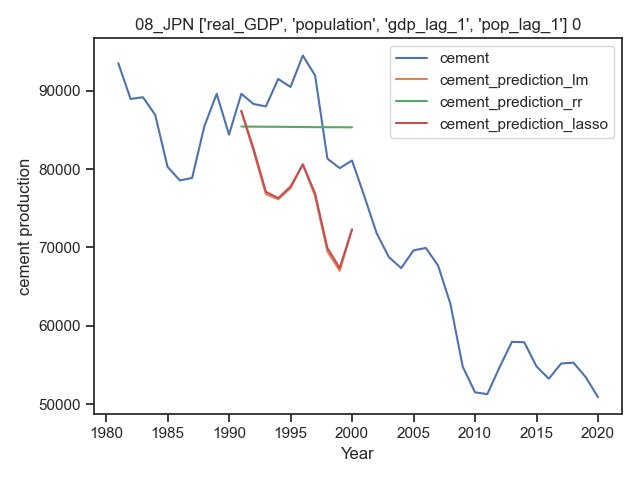 08_JPN ['real_GDP', 'population', 'gdp_lag_1', 'pop_lag_1'] 0
cement
cement_prediction_lm
cement_prediction_rr
cement_prediction_lasso
cement production
90000
80000
70000
60000
50000
1980 1985 1990 1995 2000 2005 2010 2015 2020
Year